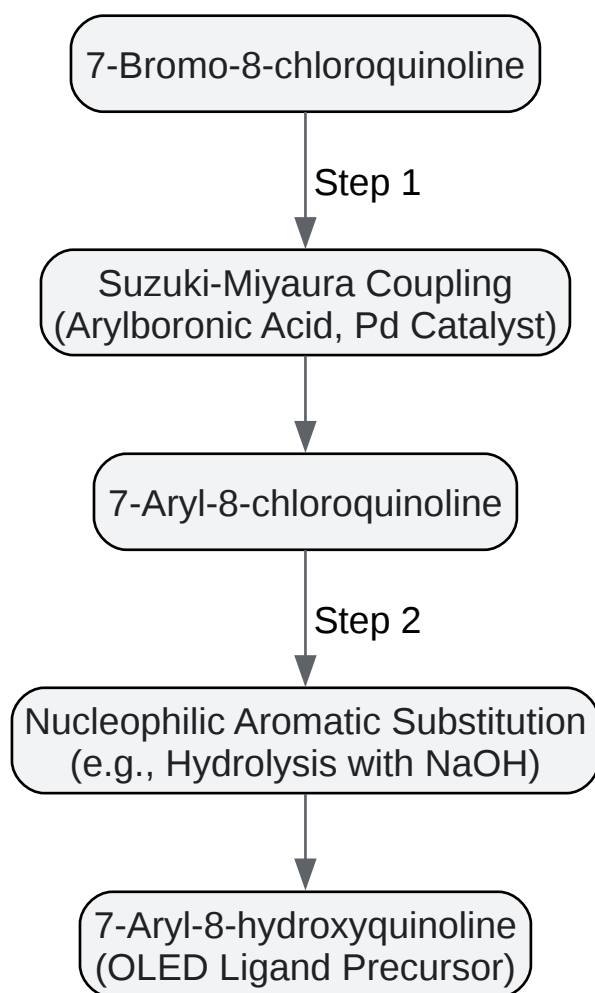 7-Bromo-8-chloroquinoline
Step 1
Suzuki-Miyaura Coupling
(Arylboronic Acid, Pd Catalyst)
7-Aryl-8-chloroquinoline
Step 2
Nucleophilic Aromatic Substitution
(e.g., Hydrolysis with NaOH)
7-Aryl-8-hydroxyquinoline
(OLED Ligand Precursor)